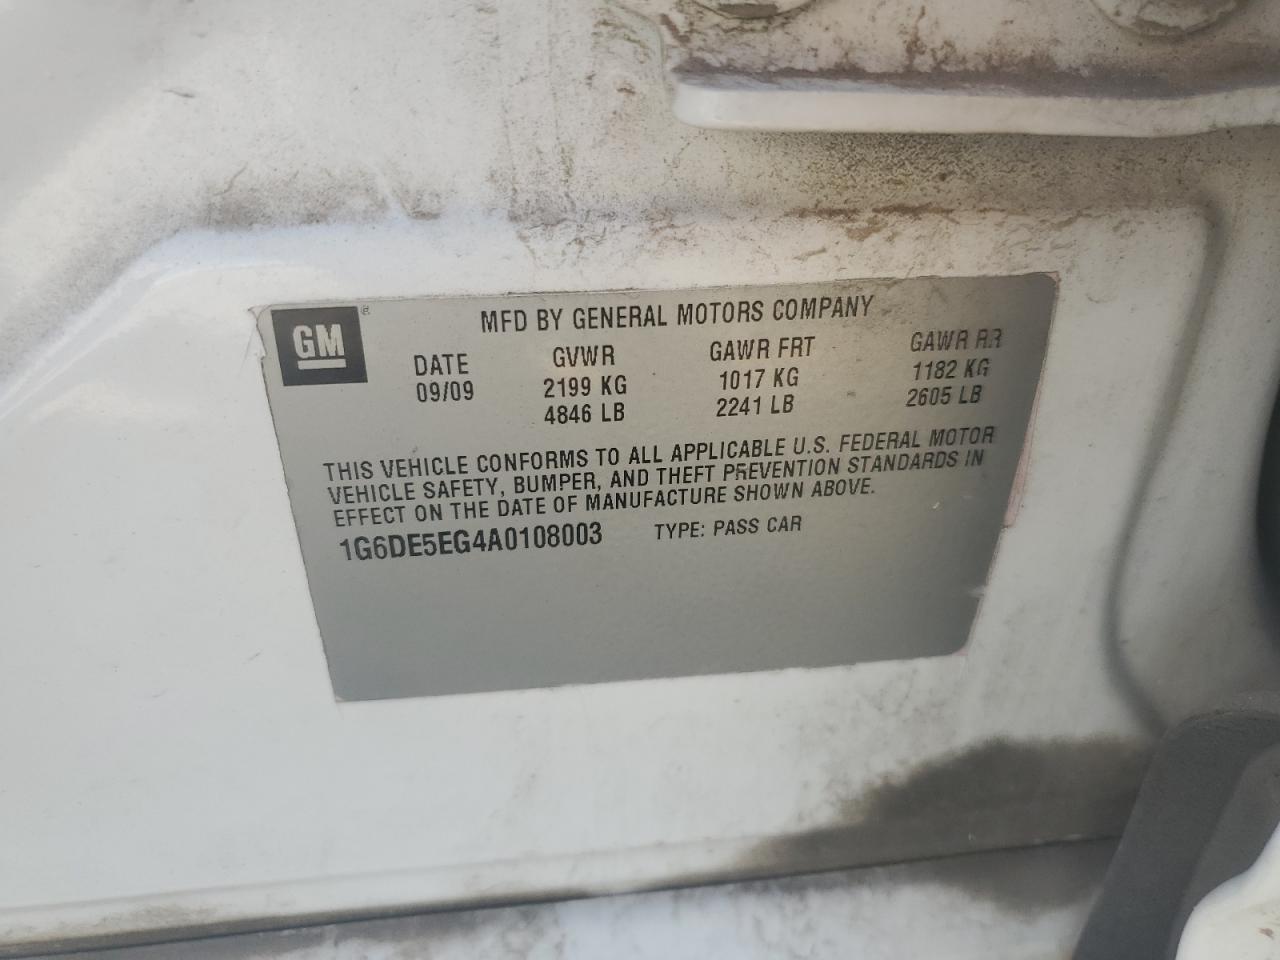 GM ®
MFD BY GENERAL MOTORS COMPANY
DATE GVWR GAWR FRT GAWR RR
09/09 2199 KG 1017 KG 1182 KG
4846 LB 2241 LB 2605 LB
THIS VEHICLE CONFORMS TO ALL APPLICABLE U.S. FEDERAL MOTOR
VEHICLE SAFETY, BUMPER, AND THEFT PREVENTION STANDARDS IN
EFFECT ON THE DATE OF MANUFACTURE SHOWN ABOVE.
1G6DE5EG4A0108003 TYPE: PASS CAR